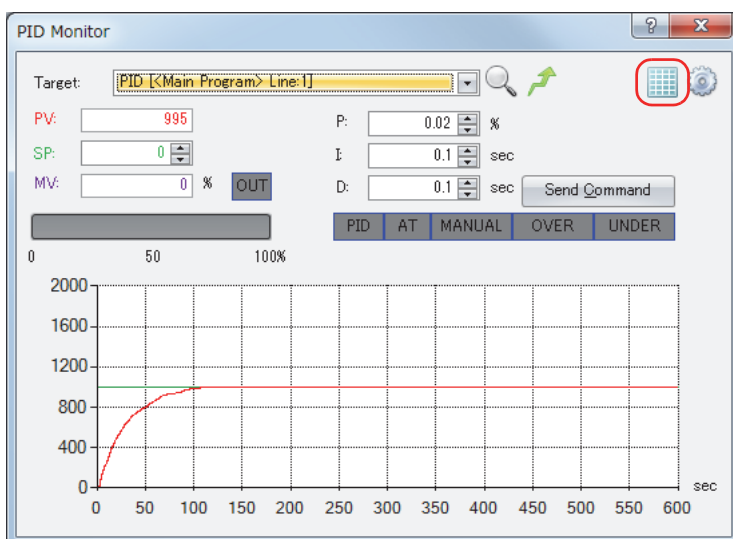 PID Monitor
?
X
Target: PID [<Main Program> Line:1]
PV: 995
SP: 0
MV: 0 % OUT
P: 0.02 %
I: 0.1 sec
D: 0.1 sec Send Command
PID AT MANUAL OVER UNDER
0 50 100%
2000
1600
1200
800
400
0
sec
0 50 100 150 200 250 300 350 400 450 500 550 600